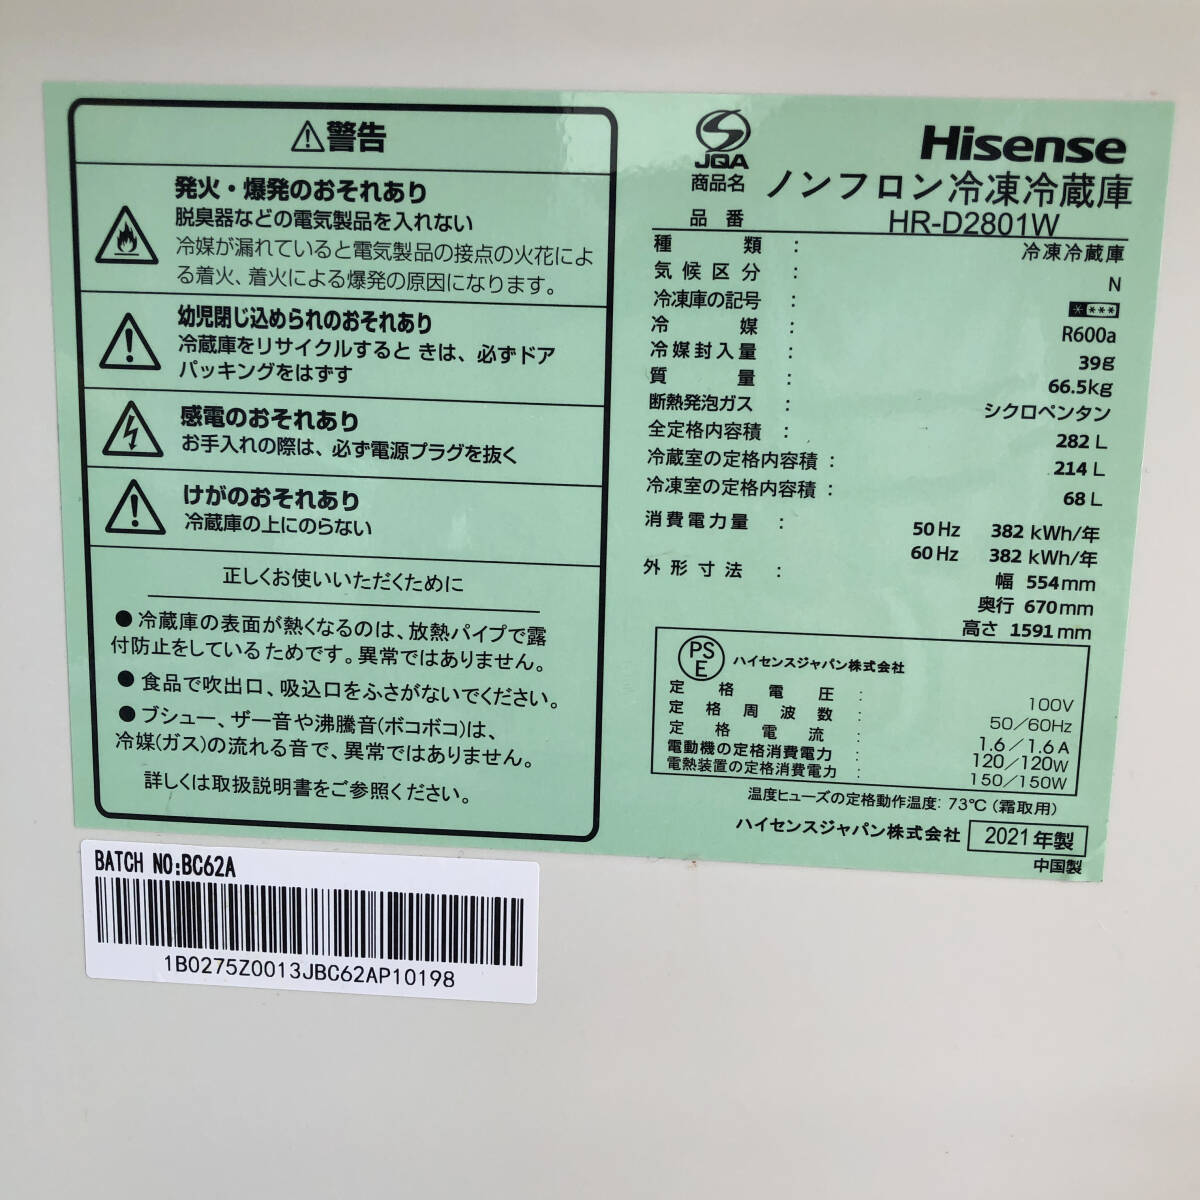 警告
発火・爆発のおそれあり
脱臭器などの電気製品を入れない
冷媒が漏れていると電気製品の接点の火花によ
る着火、着火による爆発の原因になります。
幼児閉じ込められのおそれあり
冷蔵庫をリサイクルすると きは、必ずドア
パッキングをはずす
感電のおそれあり
お手入れの際は、必ず電源プラグを抜く
けがのおそれあり
冷蔵庫の上にのらない
正しくお使いいただくために
●冷蔵庫の表面が熱くなるのは、放熱パイプで露
付防止をしているためです。異常ではありません。
●食品で吹出口、吸込口をふさがないでください。
●ブシュー、ザー音や沸騰音(ボコボコ)は、
冷媒(ガス)の流れる音で、異常ではありません。
詳しくは取扱説明書をご参照ください。
JQA
Hisense
商品名 ノンフロン冷凍冷蔵庫
品番 HR-D2801W
種類 : 冷凍冷蔵庫
気候区分 : N
冷凍庫の記号 : * ***
冷媒 : R600a
冷媒封入量 : 39g
質量 : 66.5kg
断熱発泡ガス : シクロペンタン
全定格内容積 : 282 L
冷蔵室の定格内容積 : 214 L
冷凍室の定格内容積 : 68 L
消費電力量 : 50 Hz 382 kWh/年
60 Hz 382 kWh/年
外形寸法 : 幅 554mm
奥行 670mm
高さ 1591mm
PS
E
ハイセンスジャパン株式会社
定格電圧 : 100V
定格周波数 : 50/60Hz
定格電流 : 1.6/1.6A
電動機の定格消費電力 : 120/120W
電熱装置の定格消費電力 : 150/150W
温度ヒューズの定格動作温度: 73℃ (霜取用)
ハイセンスジャパン株式会社 2021年製
中国製
BATCH NO:BC62A
1B0275Z0013JBC62AP10198